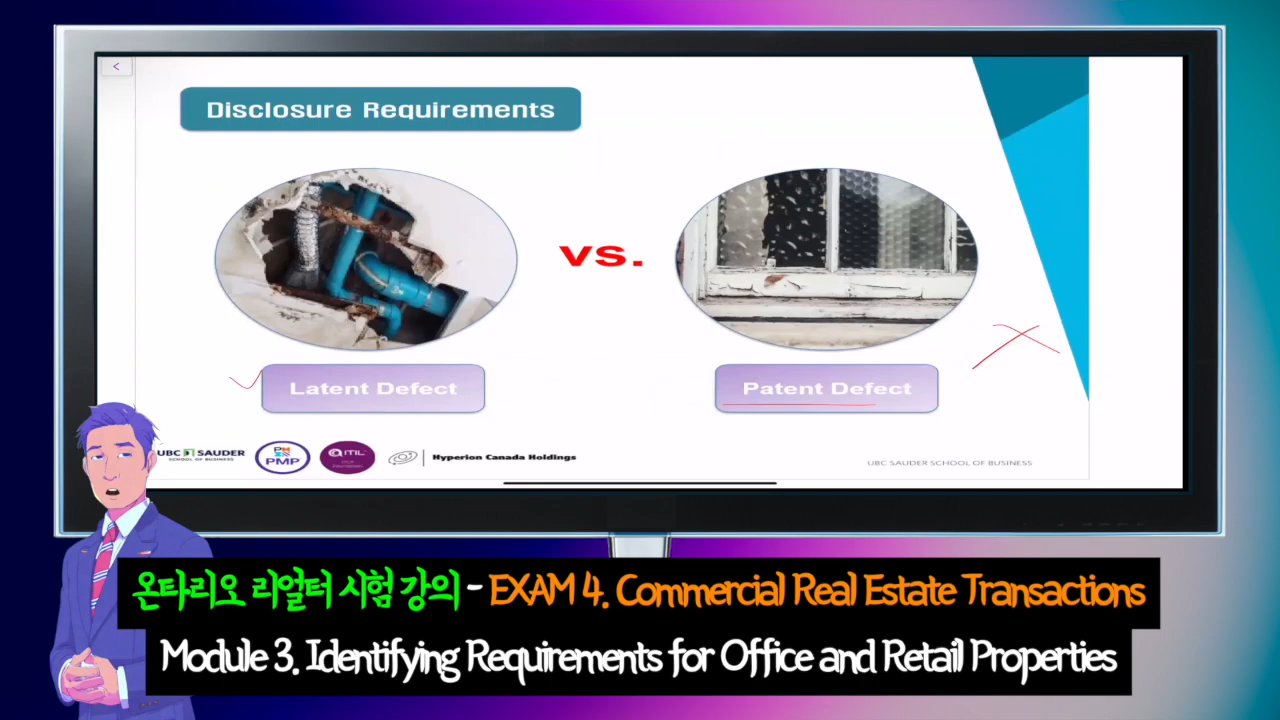 Disclosure Requirements
vs.
Latent Defect
Patent Defect
UBC SAUDER
SCHOOL OF BUSINESS
PMP
ITIL
Hyperion Canada Holdings
UBC SAUDER SCHOOL OF BUSINESS
온타리오 리얼터 시험 강의 - EXAM 4. Commercial Real Estate Transactions
Module 3. Identifying Requirements for Office and Retail Properties